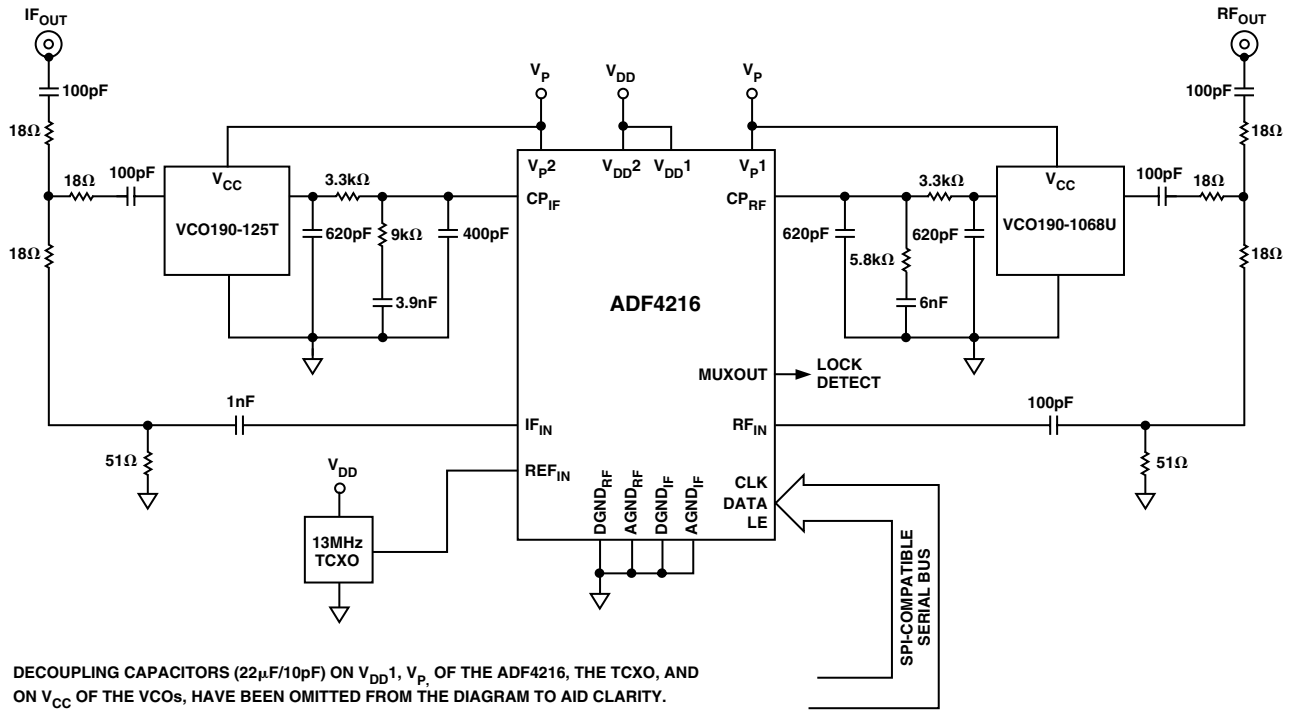 IFOUT
RFOUT
100pF
VP
VDD
VP
100pF
18Ω
18Ω
VP2
VDD2
VDD1
VP1
18Ω
100pF
VCC
VCO190-125T
3.3kΩ
CPIF
CPRF
3.3kΩ
VCC
VCO190-1068U
100pF
18Ω
620pF
9kΩ
400pF
620pF
620pF
18Ω
18Ω
5.8kΩ
3.9nF
6nF
ADF4216
MUXOUT
LOCK
DETECT
1nF
100pF
IFIN
RFIN
51Ω
51Ω
VDD
REFIN
CLK
DATA
LE
DGNDRF
AGNDRF
DGNDIF
AGNDIF
13MHz
TCXO
SPI-COMPATIBLE
SERIAL BUS
DECOUPLING CAPACITORS (22μF/10pF) ON VDD1, VP, OF THE ADF4216, THE TCXO, AND
ON VCC OF THE VCOs, HAVE BEEN OMITTED FROM THE DIAGRAM TO AID CLARITY.